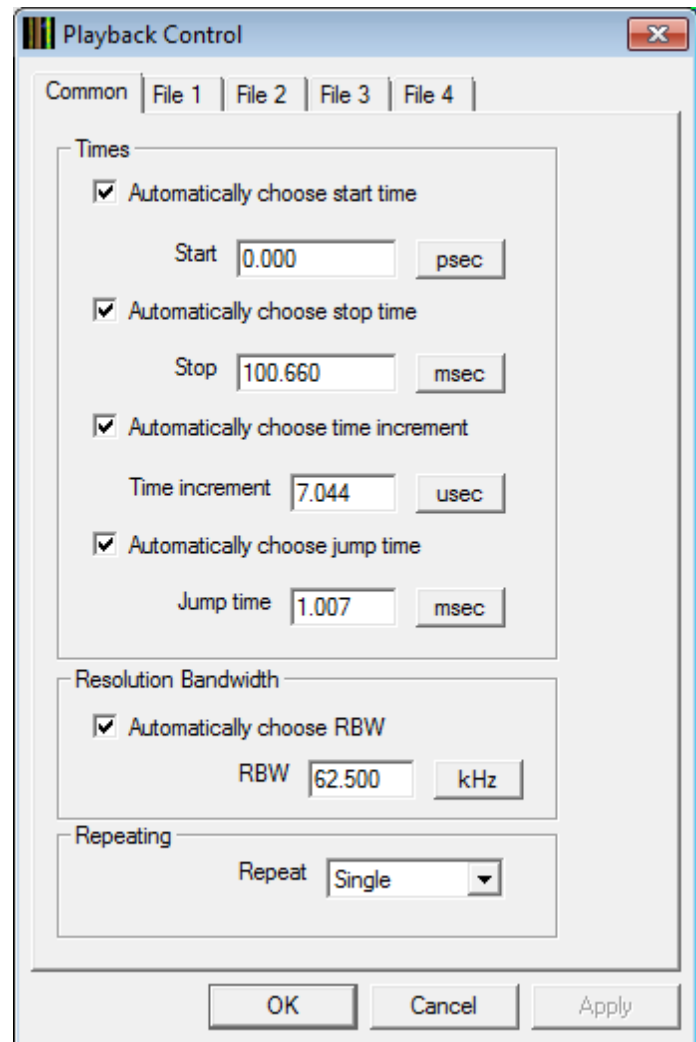 Playback Control
Common File 1 File 2 File 3 File 4
Times
Automatically choose start time
Start 0.000 psec
Automatically choose stop time
Stop 100.660 msec
Automatically choose time increment
Time increment 7.044 usec
Automatically choose jump time
Jump time 1.007 msec
Resolution Bandwidth
Automatically choose RBW
RBW 62.500 kHz
Repeating
Repeat Single
OK Cancel Apply